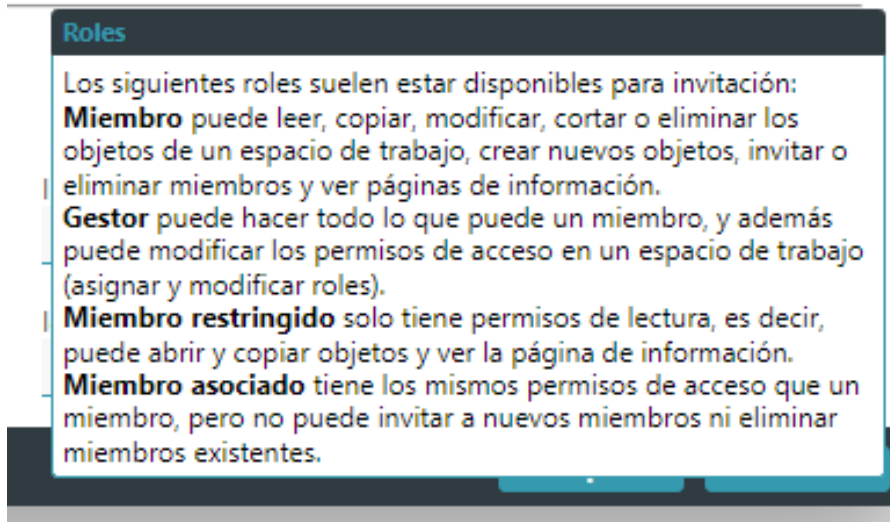 Roles
Los siguientes roles suelen estar disponibles para invitación:
Miembro puede leer, copiar, modificar, cortar o eliminar los
objetos de un espacio de trabajo, crear nuevos objetos, invitar o
eliminar miembros y ver páginas de información.
Gestor puede hacer todo lo que puede un miembro, y además
puede modificar los permisos de acceso en un espacio de trabajo
(asignar y modificar roles).
Miembro restringido solo tiene permisos de lectura, es decir,
puede abrir y copiar objetos y ver la página de información.
Miembro asociado tiene los mismos permisos de acceso que un
miembro, pero no puede invitar a nuevos miembros ni eliminar
miembros existentes.